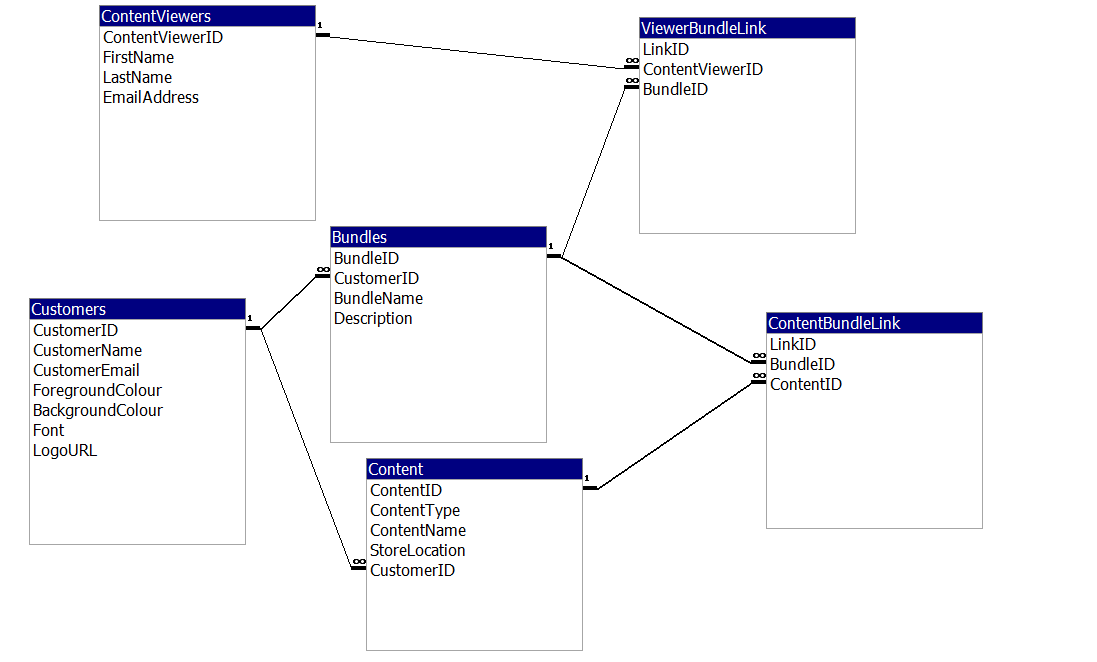 ContentViewers
ContentViewerID
FirstName
LastName
EmailAddress
1
ViewerBundleLink
LinkID
ContentViewerID
BundleID
∞
∞
Bundles
BundleID
CustomerID
BundleName
Description
1
∞
Customers
CustomerID
CustomerName
CustomerEmail
ForegroundColour
BackgroundColour
Font
LogoURL
1
ContentBundleLink
LinkID
BundleID
ContentID
∞
∞
Content
ContentID
ContentType
ContentName
StoreLocation
CustomerID
1
∞